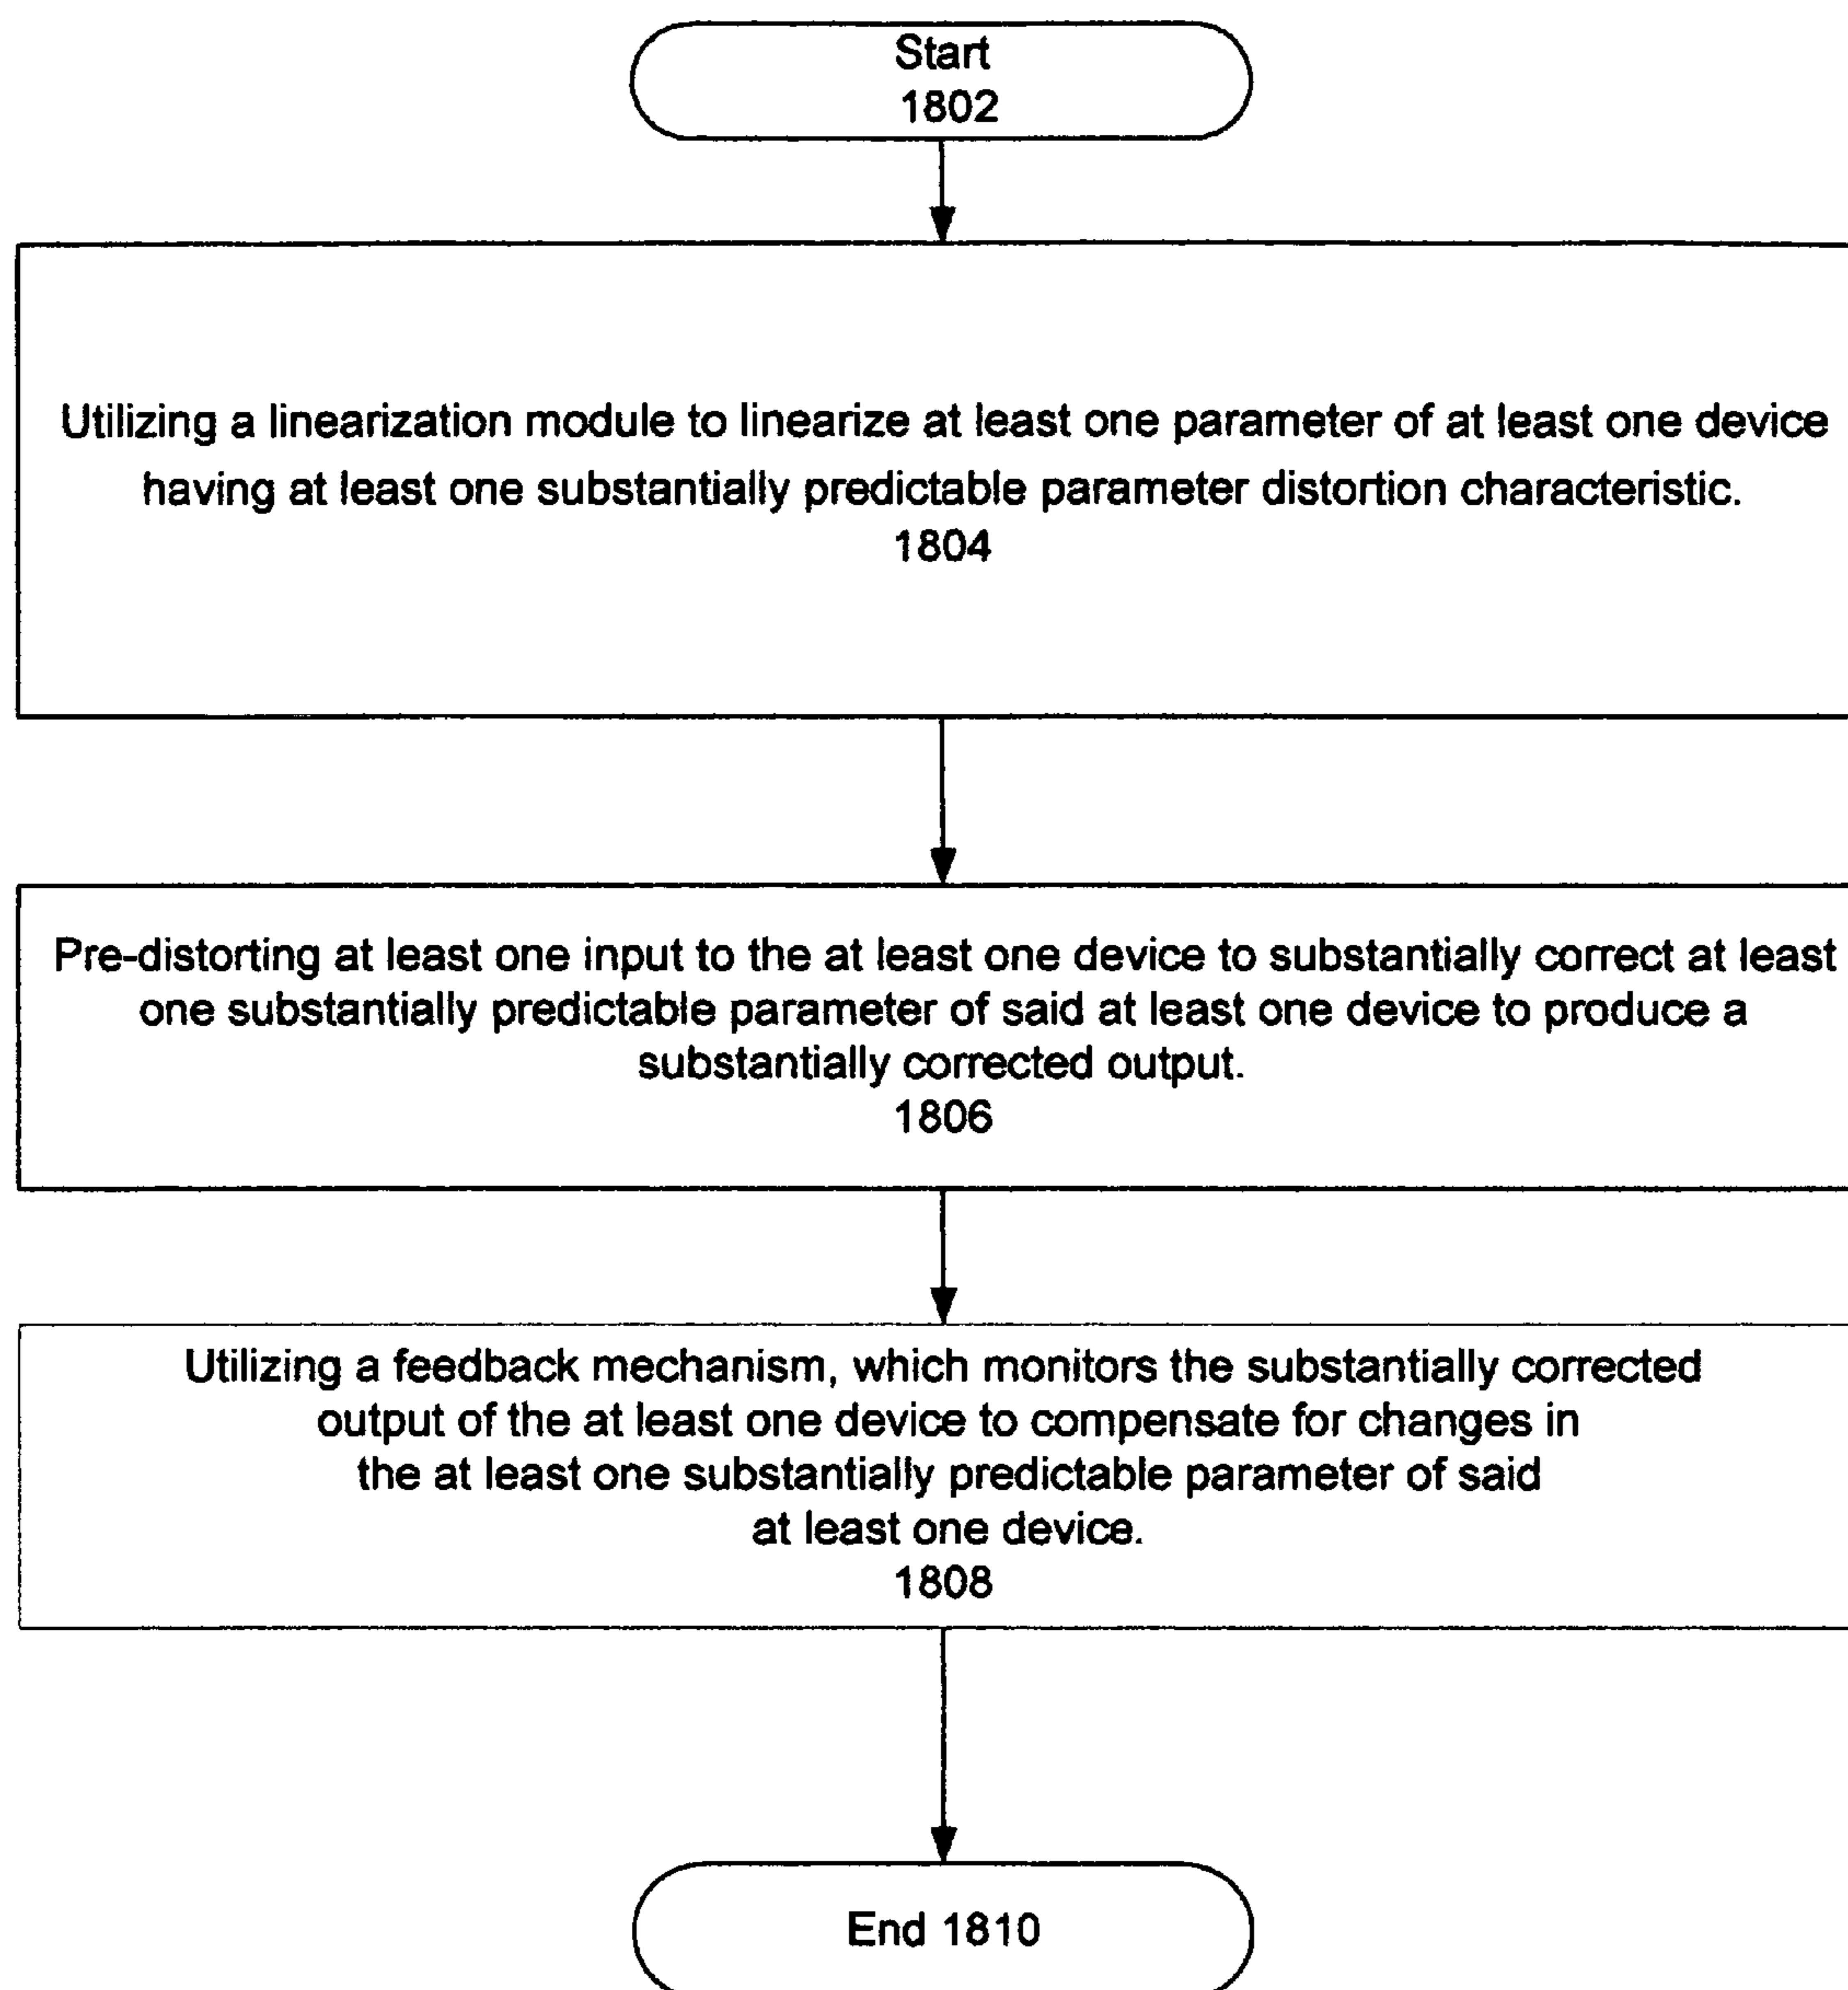 Start
1802
Utilizing a linearization module to linearize at least one parameter of at least one device
having at least one substantially predictable parameter distortion characteristic.
1804
Pre-distorting at least one input to the at least one device to substantially correct at least
one substantially predictable parameter of said at least one device to produce a
substantially corrected output.
1806
Utilizing a feedback mechanism, which monitors the substantially corrected
output of the at least one device to compensate for changes in
the at least one substantially predictable parameter of said
at least one device.
1808
End 1810